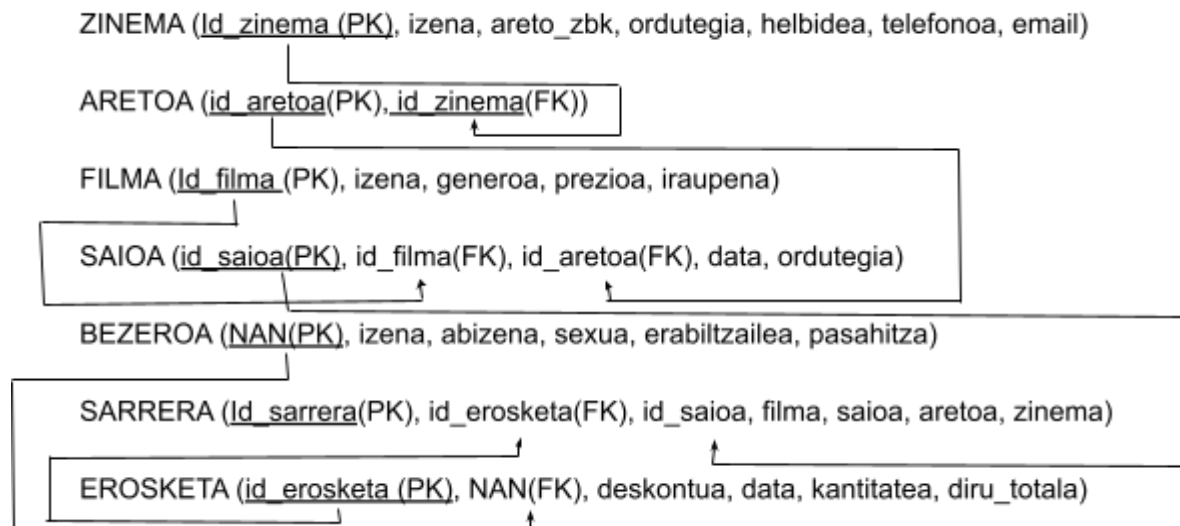 ZINEMA (Id_zinema (PK), izena, areto_zbk, ordutegia, helbidea, telefonoa, email)
ARETOA (id_aretoa(PK), id_zinema(FK))
FILMA (Id_filma (PK), izena, generoa, prezioa, iraupena)
SAIOA (id_saioa(PK), id_filma(FK), id_aretoa(FK), data, ordutegia)
BEZEROA (NAN(PK), izena, abizena, sexua, erabiltzailea, pasahitza)
SARRERA (Id_sarrera(PK), id_erosketa(FK), id_saioa, filma, saioa, aretoa, zinema)
EROSKETA (id_erosketa (PK), NAN(FK), deskontua, data, kantitatea, diru_totala)